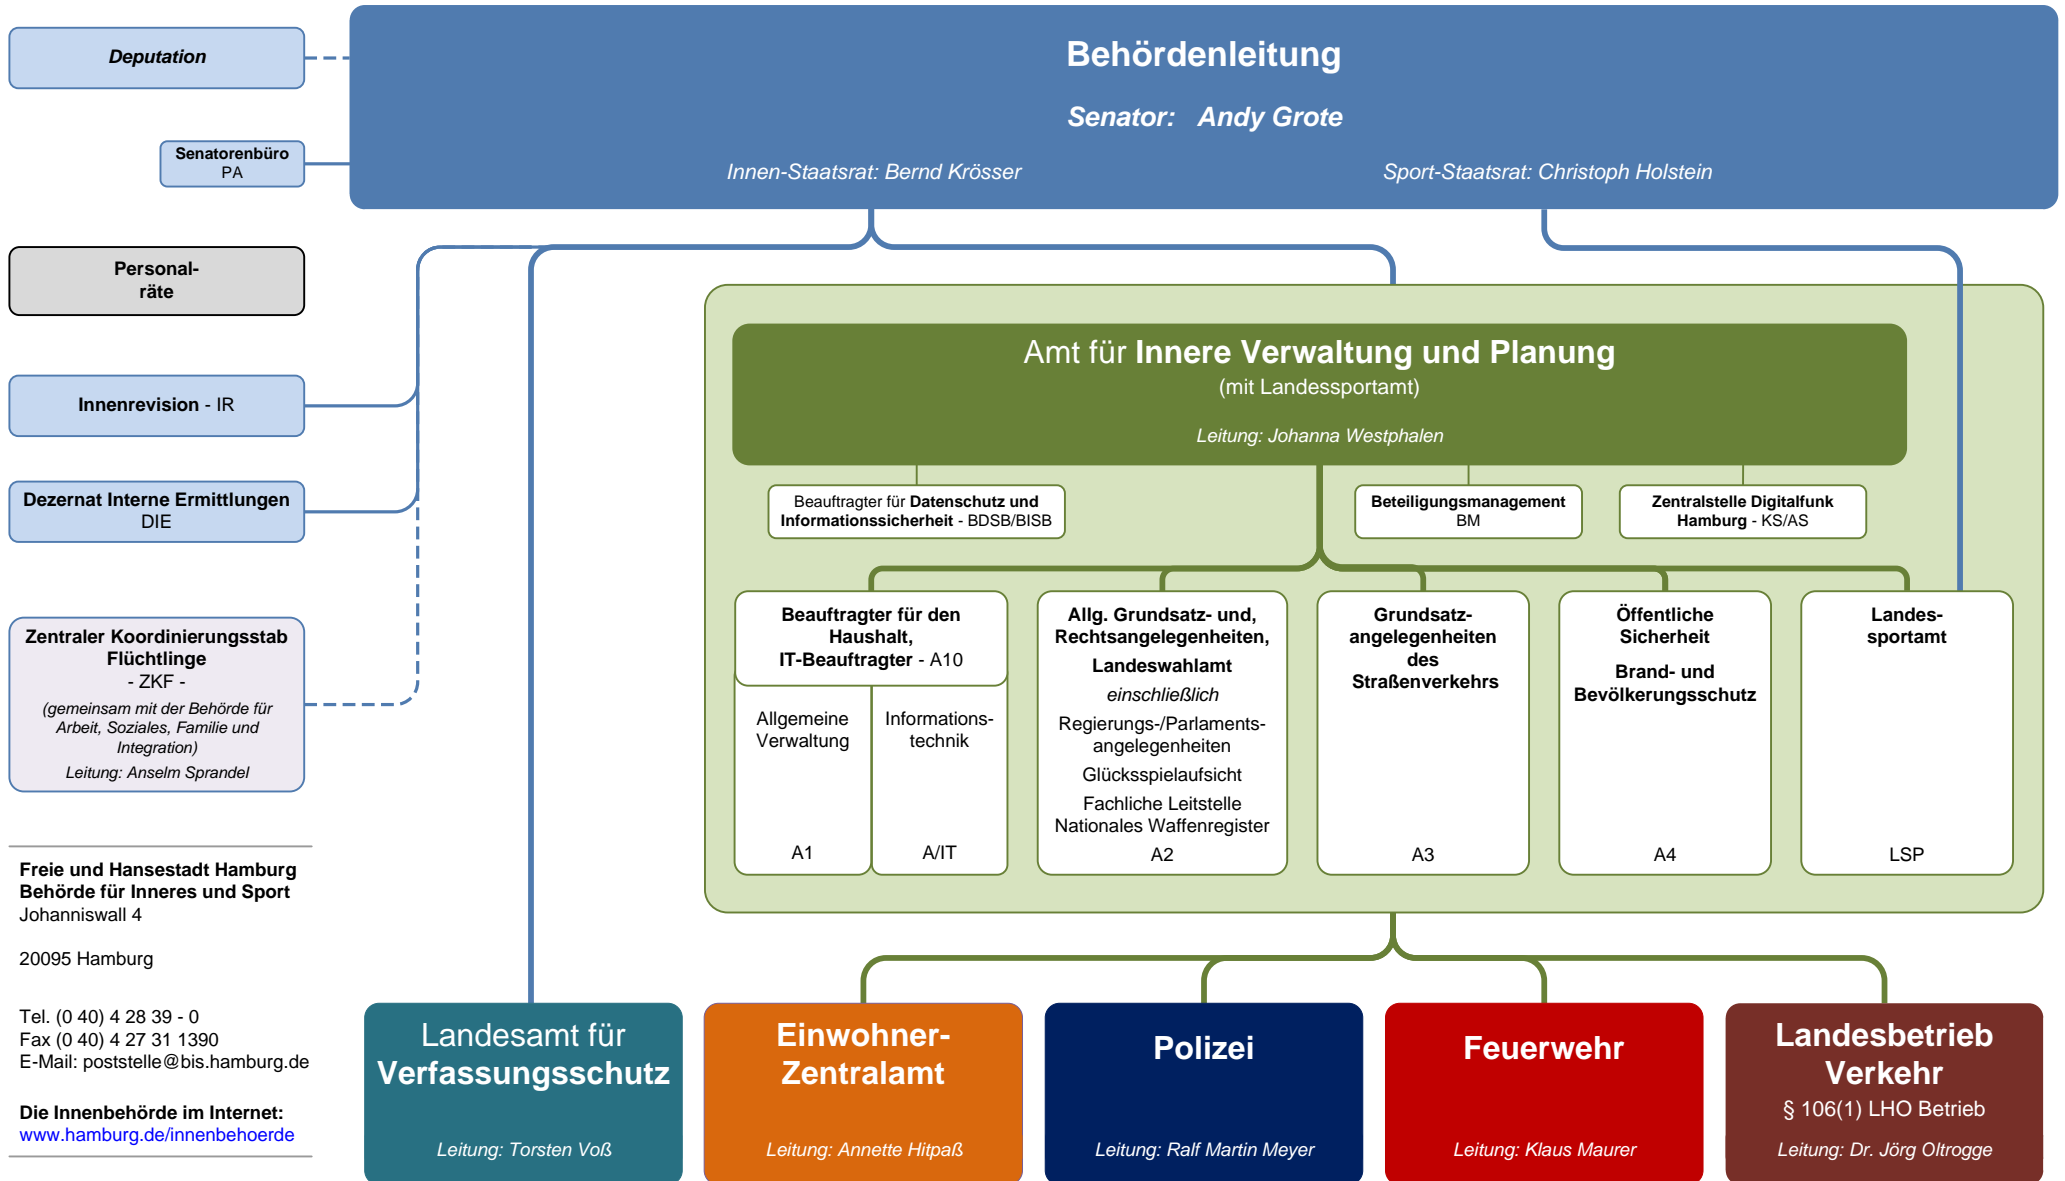 Deputation
Senatorenbüro
PA
Behördenleitung
Senator: Andy Grote
Innen-Staatsrat: Bernd Krösser
Sport-Staatsrat: Christoph Holstein
Personal-
räte
Innenrevision - IR
Dezernat Interne Ermittlungen
DIE
Zentraler Koordinierungsstab
Flüchtlinge
- ZKF -
(gemeinsam mit der Behörde für
Arbeit, Soziales, Familie und
Integration)
Leitung: Anselm Sprandel
Amt für Innere Verwaltung und Planung
(mit Landessportamt)
Leitung: Johanna Westphalen
Beauftragter für Datenschutz und
Informationssicherheit - BDSB/BISB
Beteiligungsmanagement
BM
Zentralstelle Digitalfunk
Hamburg - KS/AS
Beauftragter für den
Haushalt,
IT-Beauftragter - A10
Allgemeine
Verwaltung
A1
Informations-
technik
A/IT
Allg. Grundsatz- und,
Rechtsangelegenheiten,
Landeswahlamt
einschließlich
Regierungs-/Parlaments-
angelegenheiten
Glücksspielaufsicht
Fachliche Leitstelle
Nationales Waffenregister
A2
Grundsatz-
angelegenheiten
des
Straßenverkehrs
A3
Öffentliche
Sicherheit
Brand- und
Bevölkerungsschutz
A4
Landes-
sportamt
LSP
Freie und Hansestadt Hamburg
Behörde für Inneres und Sport
Johanniswall 4
20095 Hamburg
Tel. (0 40) 4 28 39 - 0
Fax (0 40) 4 27 31 1390
E-Mail: poststelle@bis.hamburg.de
Die Innenbehörde im Internet:
www.hamburg.de/innenbehoerde
Landesamt für
Verfassungsschutz
Leitung: Torsten Voß
Einwohner-
Zentralamt
Leitung: Annette Hitpaß
Polizei
Leitung: Ralf Martin Meyer
Feuerwehr
Leitung: Klaus Maurer
Landesbetrieb
Verkehr
§ 106(1) LHO Betrieb
Leitung: Dr. Jörg Oltrogge